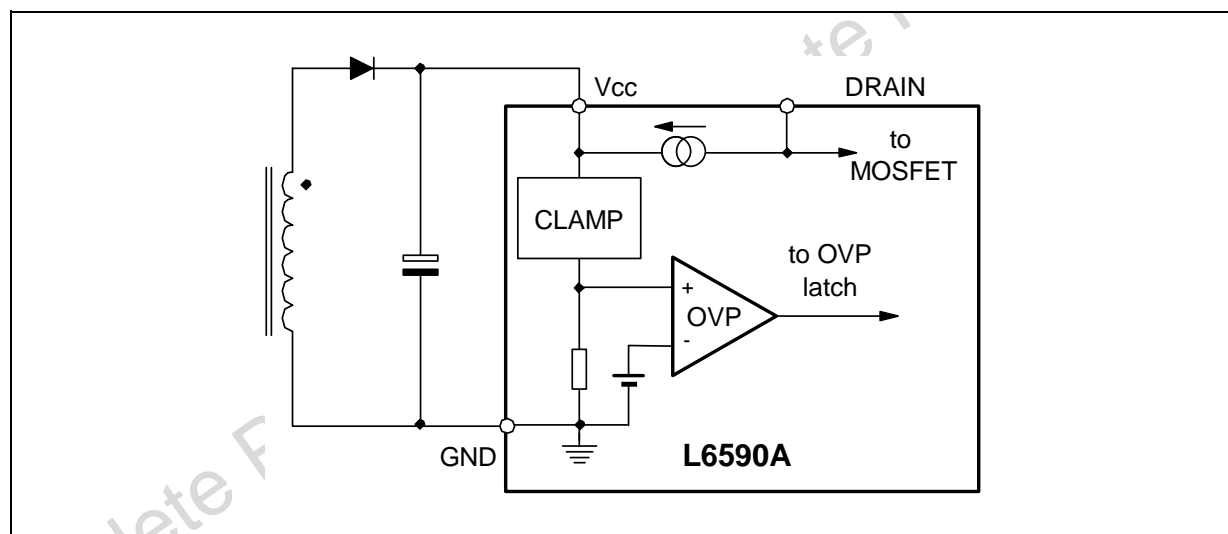 Vcc
DRAIN
to
MOSFET
CLAMP
to OVP
latch
+
OVP
-
GND
L6590A